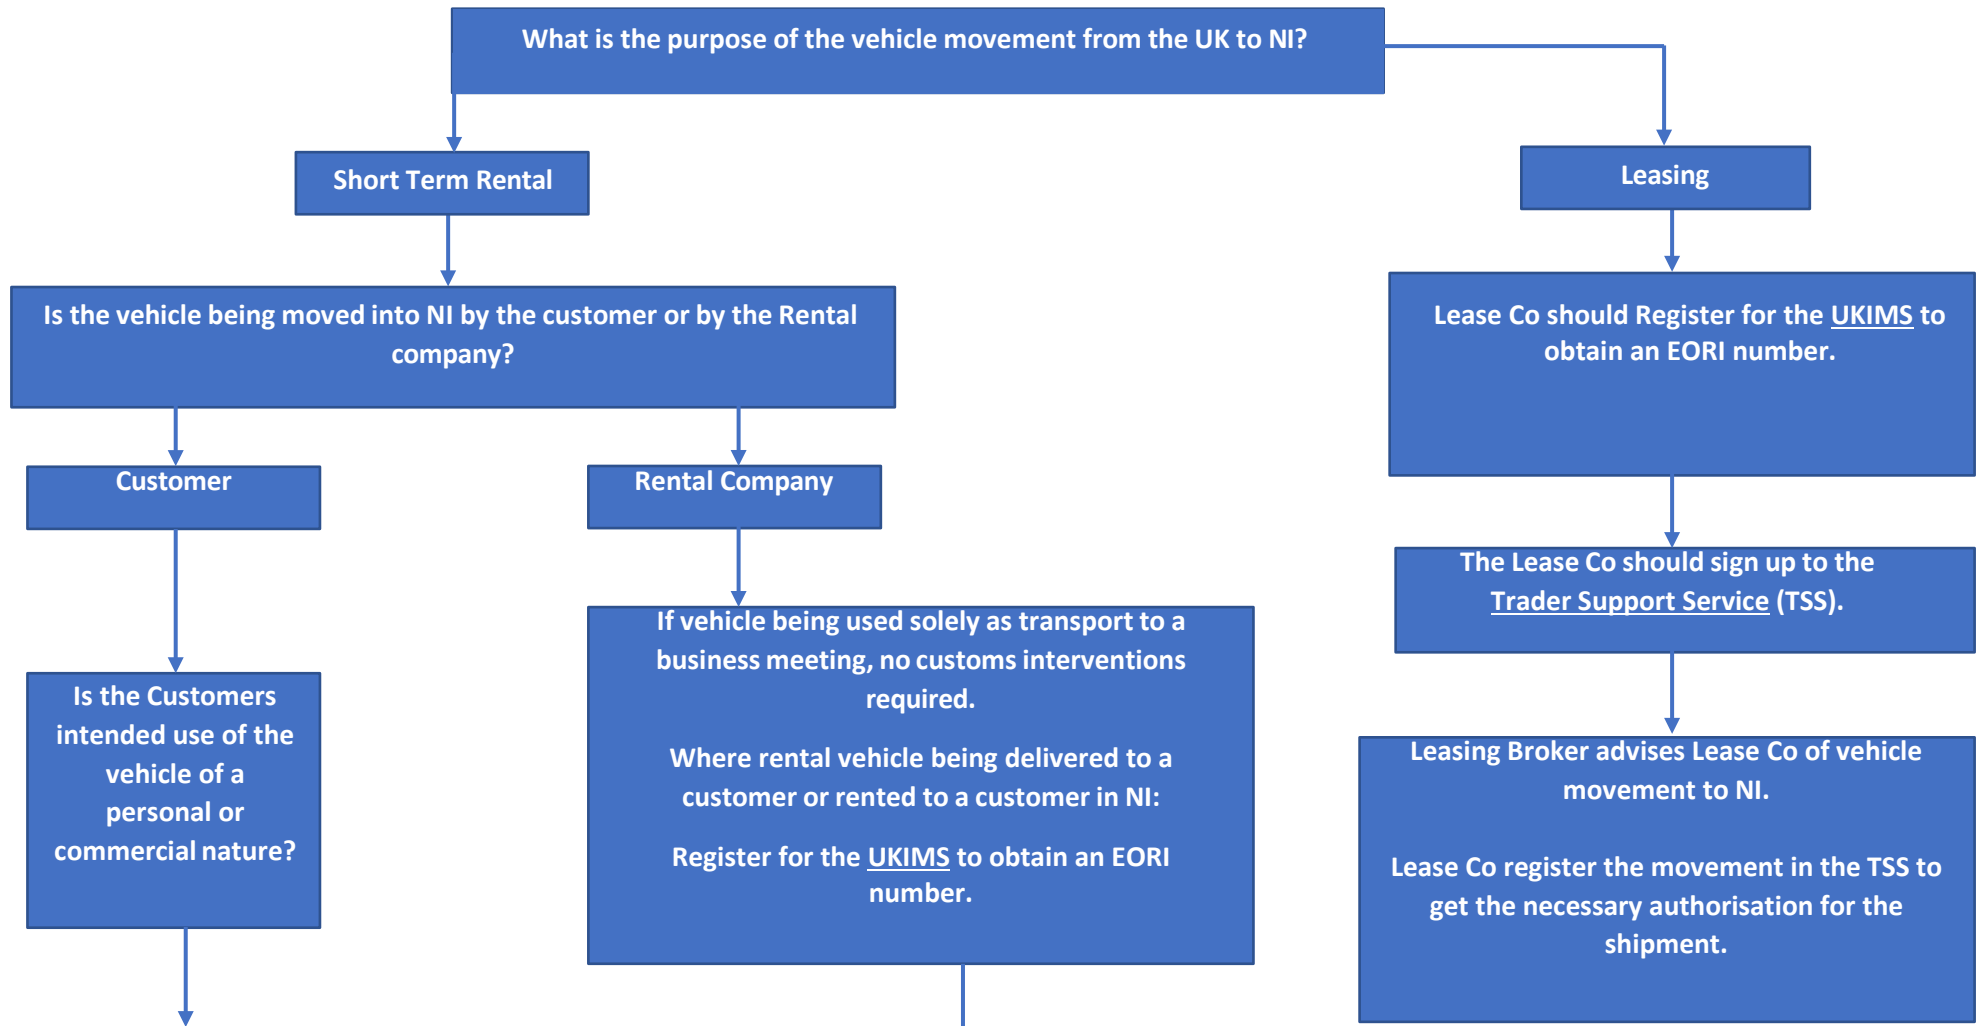 What is the purpose of the vehicle movement from the UK to NI?
Short Term Rental
Leasing
Is the vehicle being moved into NI by the customer or by the Rental
company?
Lease Co should Register for the UKIMS to
obtain an EORI number.
Customer
Rental Company
The Lease Co should sign up to the
Trader Support Service (TSS).
If vehicle being used solely as transport to a
business meeting, no customs interventions
required.
Where rental vehicle being delivered to a
customer or rented to a customer in NI:
Register for the UKIMS to obtain an EORI
number.
Is the Customers
intended use of the
vehicle of a
personal or
commercial nature?
Leasing Broker advises Lease Co of vehicle
movement to NI.
Lease Co register the movement in the TSS to
get the necessary authorisation for the
shipment.